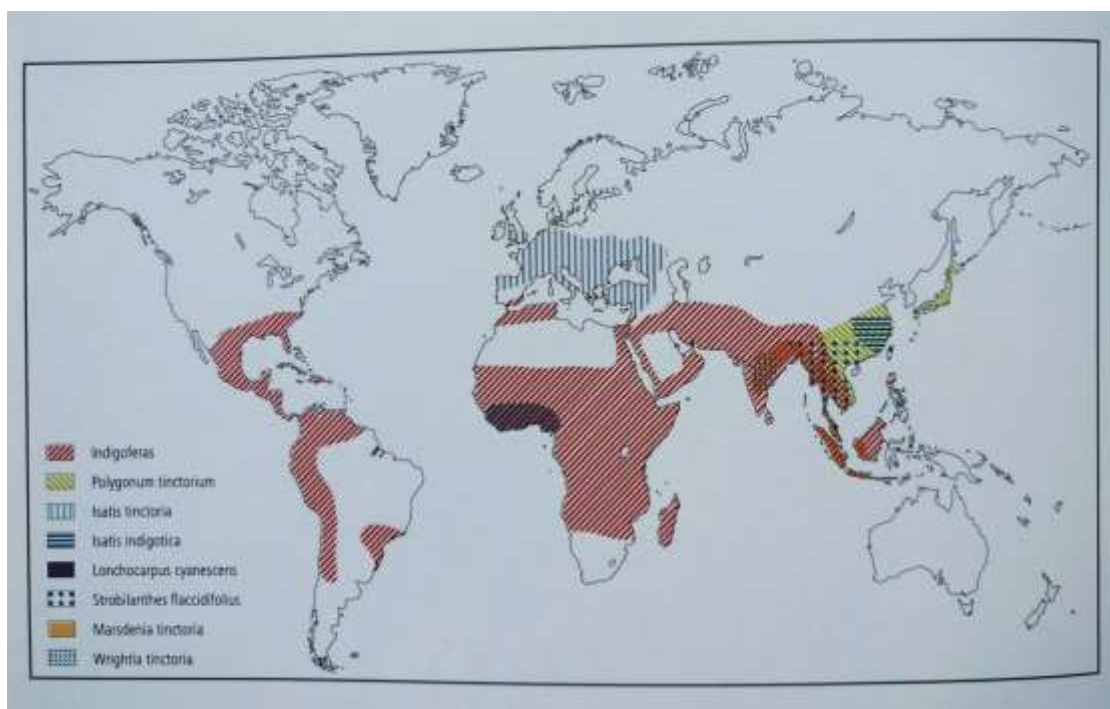 Indigoferas
Polygonum tinctorium
Isatis tinctoria
Isatis indigotica
Lonchocarpus cyanescens
Strobilanthes flaccidifolius
Marsdenia tinctoria
Wrightia tinctoria